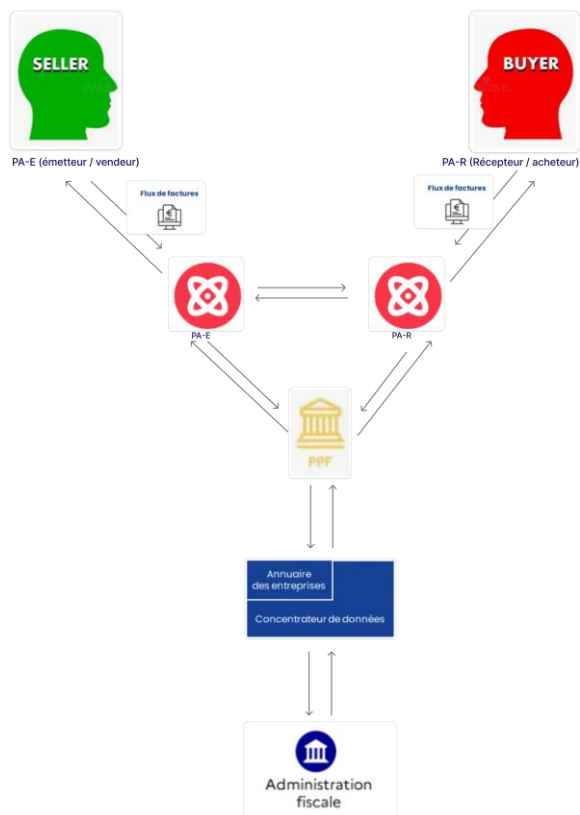 SELLER
BUYER
PA-E (émetteur / vendeur)
PA-R (Récepteur / acheteur)
Flux de factures
Flux de factures
PA-E
PA-R
PPF
Annuaire
des entreprises
Concentrateur de données
Administration
fiscale